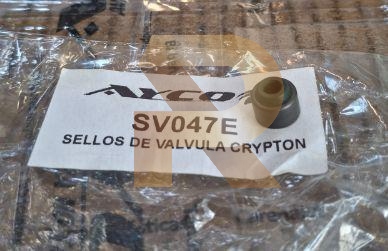 AYCO
SV047E
SELLOS DE VALVULA CRYPTON
R